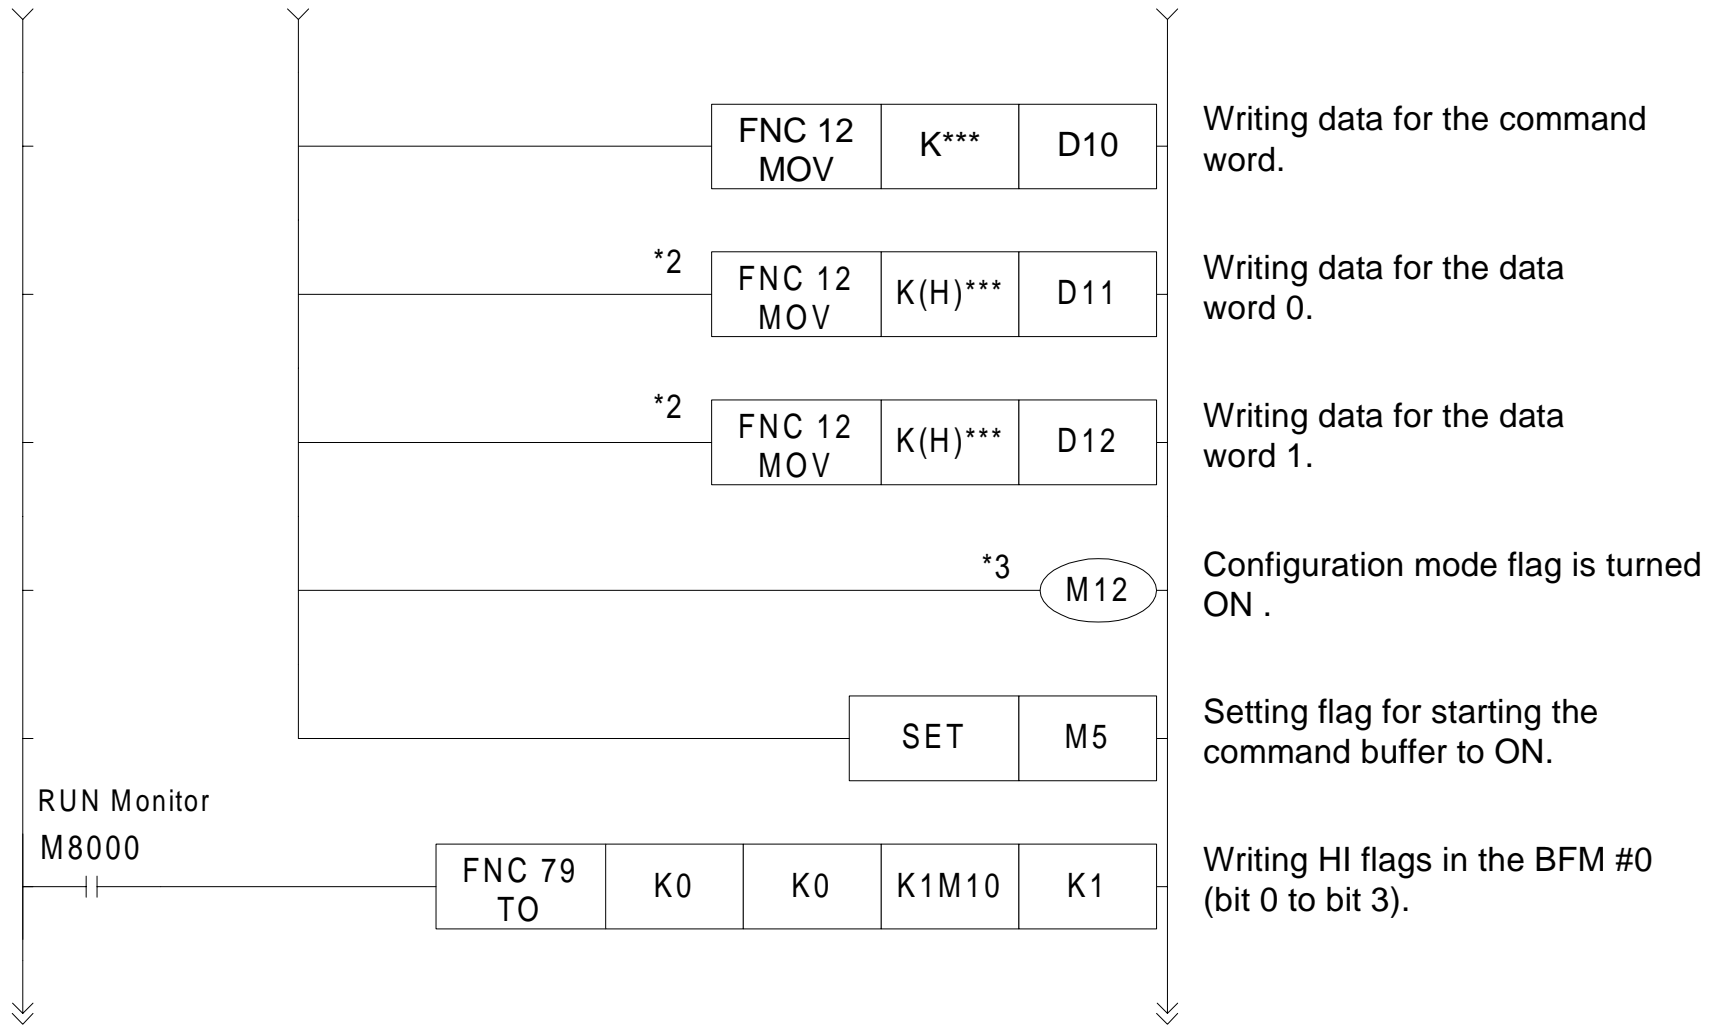 FNC 12 K*** D10
MOV
Writing data for the command
word.
*2
FNC 12 K(H)*** D11
MOV
Writing data for the data
word 0.
*2
FNC 12 K(H)*** D12
MOV
Writing data for the data
word 1.
*3
M12
Configuration mode flag is turned
ON .
SET M5
Setting flag for starting the
command buffer to ON.
RUN Monitor
M8000
FNC 79 K0 K0 K1M10 K1
TO
Writing HI flags in the BFM #0
(bit 0 to bit 3).